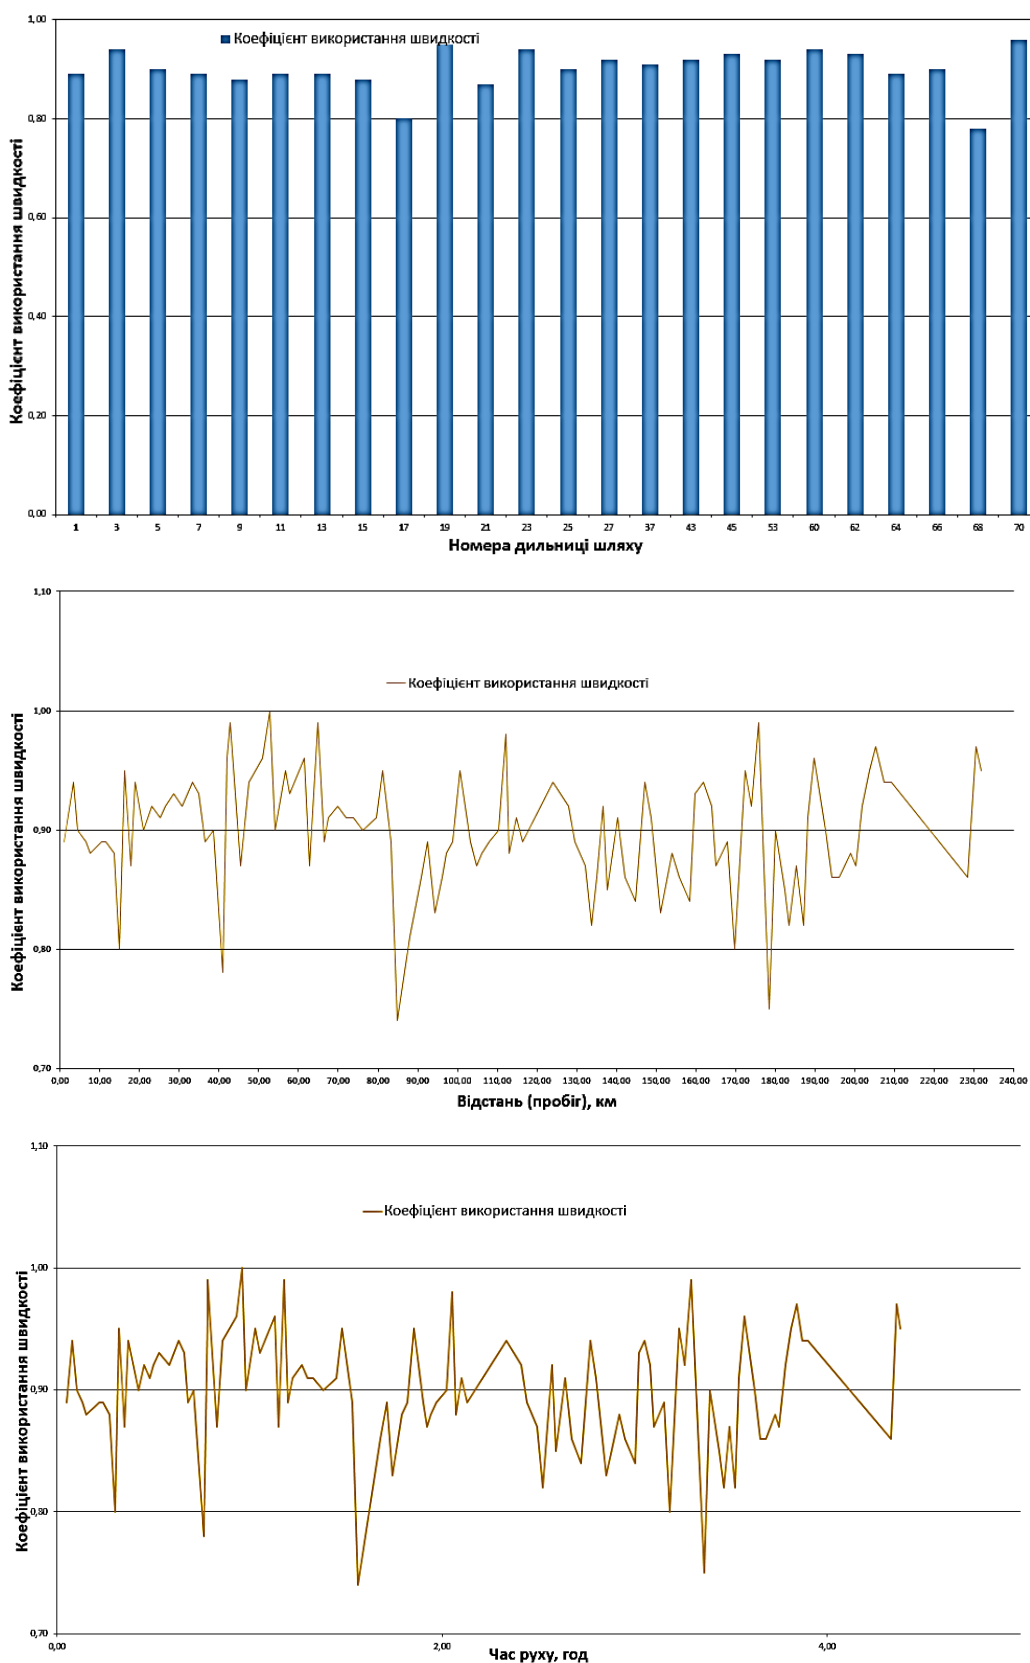 1,00
Коефіцієнт використання швидкості
0,80
0,60
0,40
0,20
0,00
Коефіцієнт використання швидкості
1 3 5 7 9 11 13 15 17 19 21 23 25 27 37 43 45 53 60 62 64 66 68 70
Номера дильниці шляху
1,10
Коефіцієнт використання швидкості
1,00
0,90
0,80
0,70
Коефіцієнт використання швидкості
0,00 10,00 20,00 30,00 40,00 50,00 60,00 70,00 80,00 90,00 100,00 110,00 120,00 130,00 140,00 150,00 160,00 170,00 180,00 190,00 200,00 210,00 220,00 230,00 240,00
Відстань (пробіг), км
1,10
Коефіцієнт використання швидкості
1,00
0,90
0,80
0,70
Коефіцієнт використання швидкості
0,00 2,00 4,00
Час руху, год